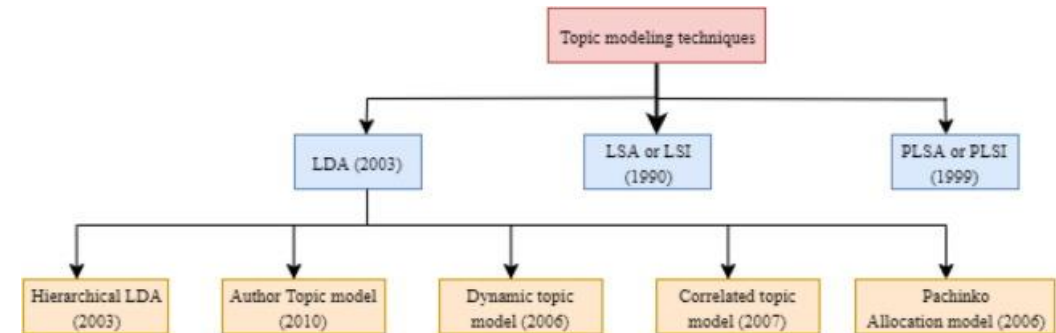 Topic modeling techniques
LDA (2003)
LSA or LSI
(1990)
PLSA or PLSI
(1999)
Hierarchical LDA
(2003)
Author Topic model
(2010)
Dynamic topic
model (2006)
Correlated topic
model (2007)
Pachinko
Allocation model (2006)